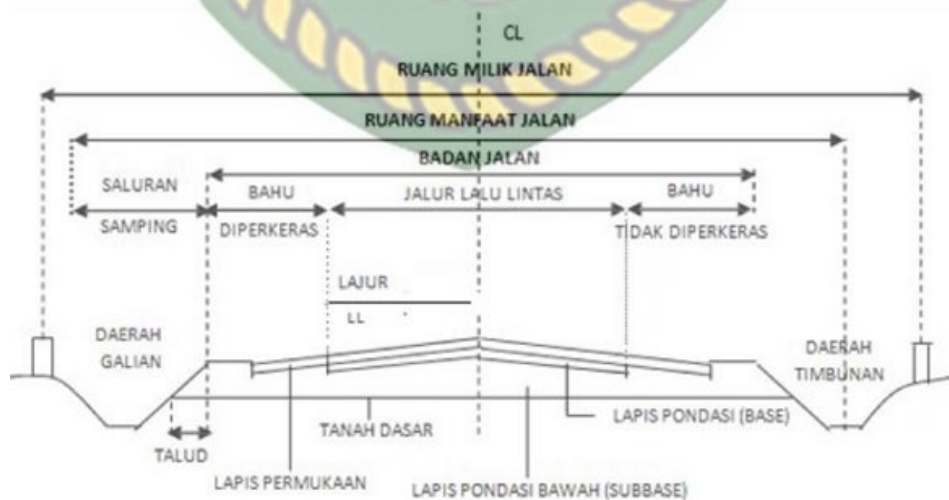 CL
RUANG MILIK JALAN
RUANG MANFAAT JALAN
BADAN JALAN
SALURAN
SAMPING
BAHU
DIPERKERAS
JALUR LALU LINTAS
BAHU
TIDAK DIPERKERAS
LAJUR
LL
DAERAH
GALIAN
DAERAH
TIMBUNAN
TALUD
TANAH DASAR
LAPIS PONDASI (BASE)
LAPIS PERMUKAAN
LAPIS PONDASI BAWAH (SUBBASE)